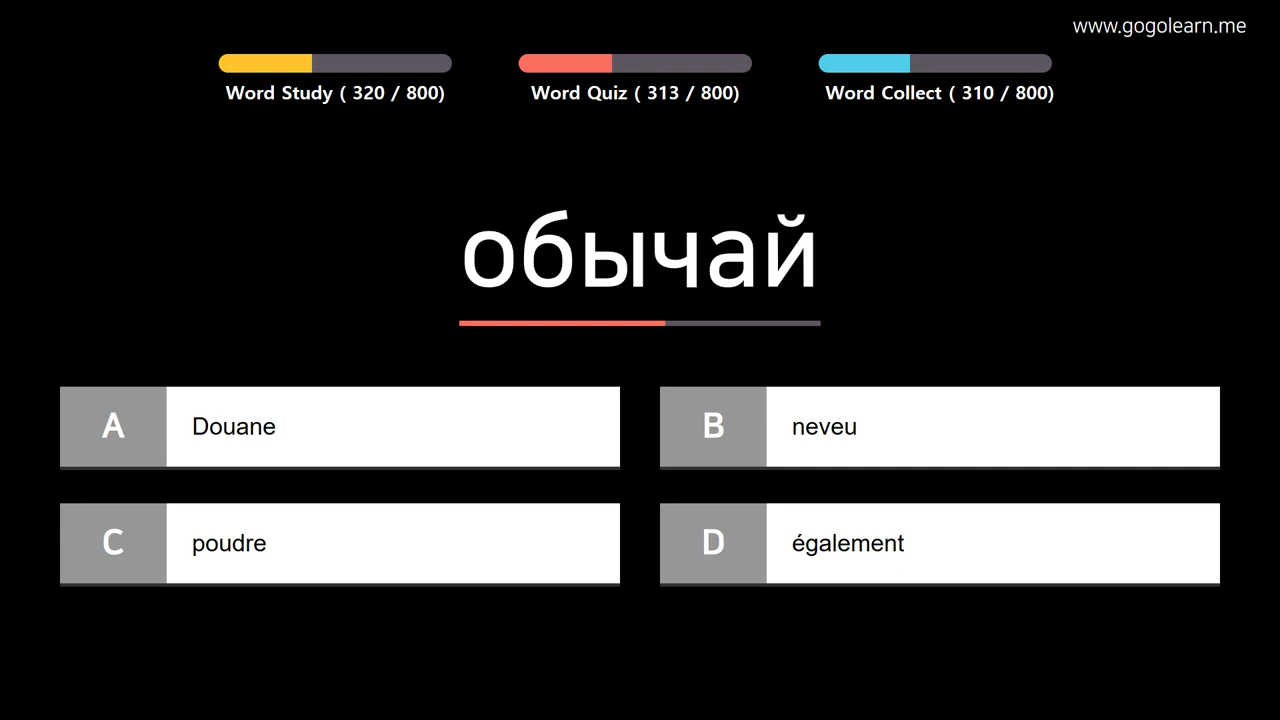 www.gogolearn.me
Word Study ( 320 / 800)
Word Quiz ( 313 / 800)
Word Collect ( 310 / 800)
обычай
A Douane
B neveu
C poudre
D également